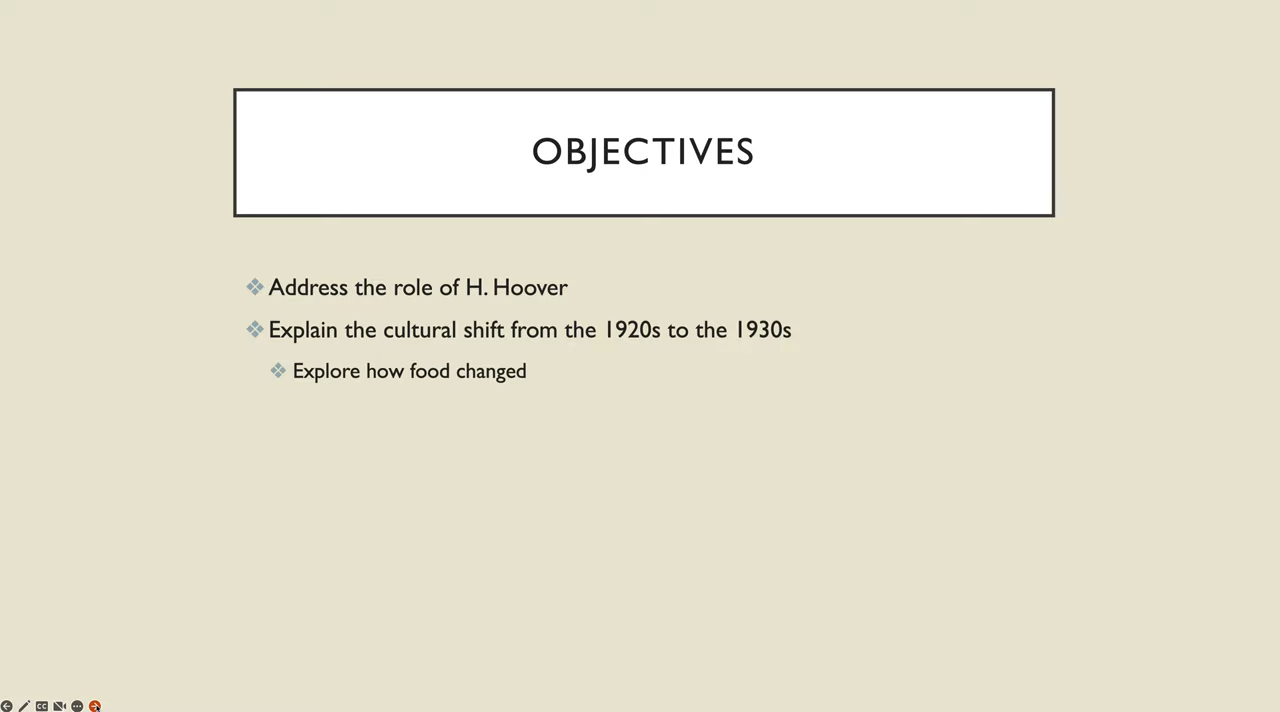 OBJECTIVES
Address the role of H. Hoover
Explain the cultural shift from the 1920s to the 1930s
Explore how food changed
CC